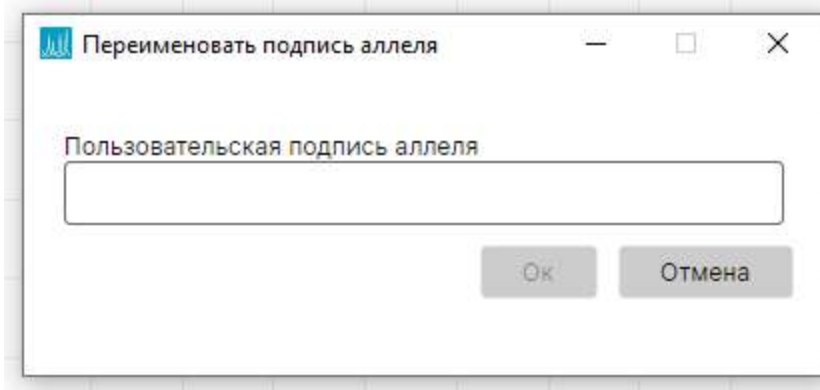 Переименовать подпись аллеля
Пользовательская подпись аллеля
Ок
Отмена